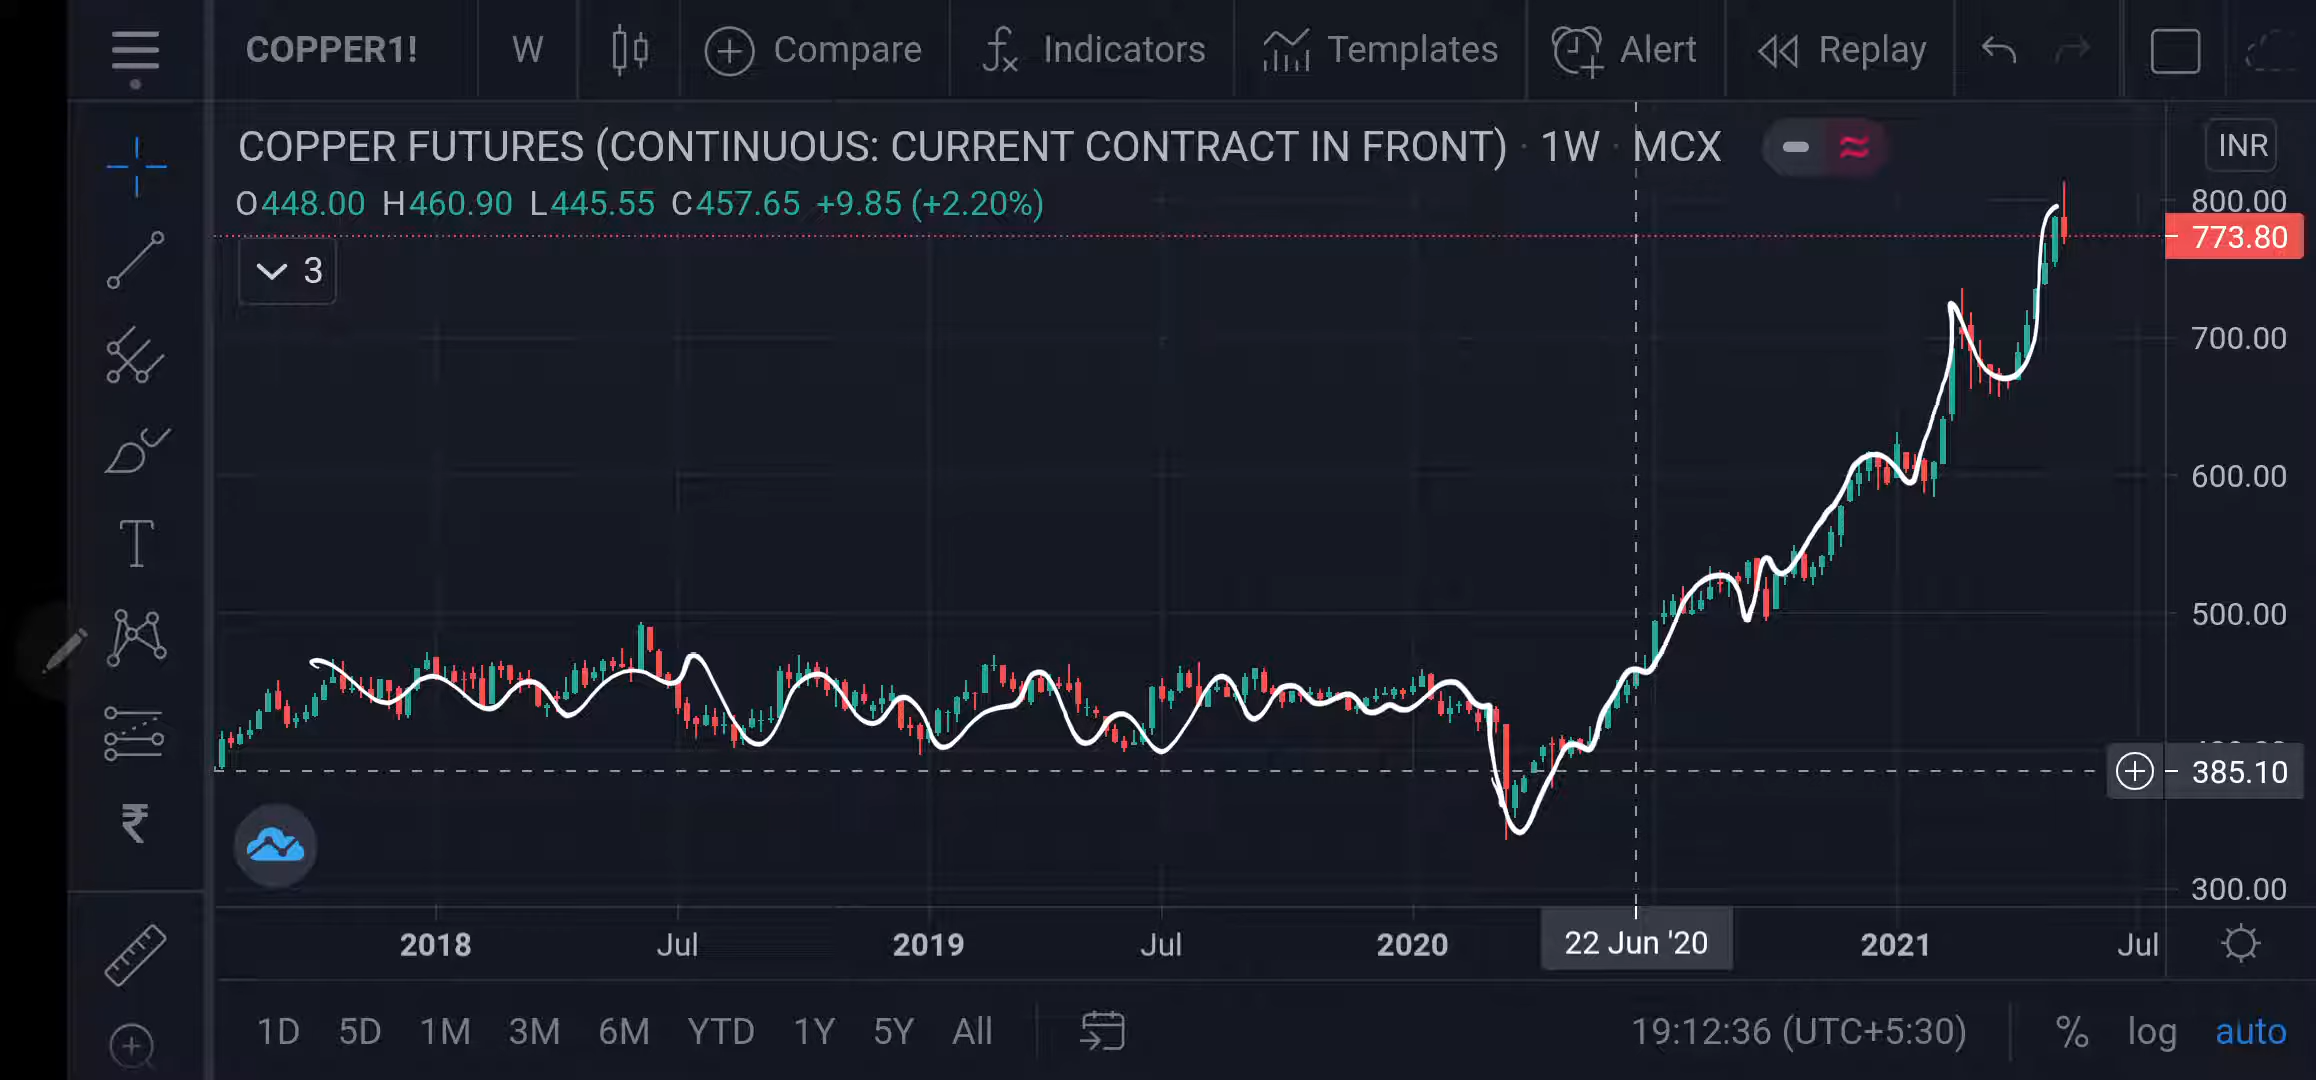 COPPER1! W Compare Indicators Templates Alert Replay
COPPER FUTURES (CONTINUOUS: CURRENT CONTRACT IN FRONT) · 1W · MCX
INR
O448.00 H460.90 L445.55 C457.65 +9.85 (+2.20%)
800.00
773.80
3
700.00
600.00
500.00
385.10
300.00
2018 Jul 2019 Jul 2020 22 Jun '20 2021 Jul
1D 5D 1M 3M 6M YTD 1Y 5Y All 19:12:36 (UTC+5:30) % log auto